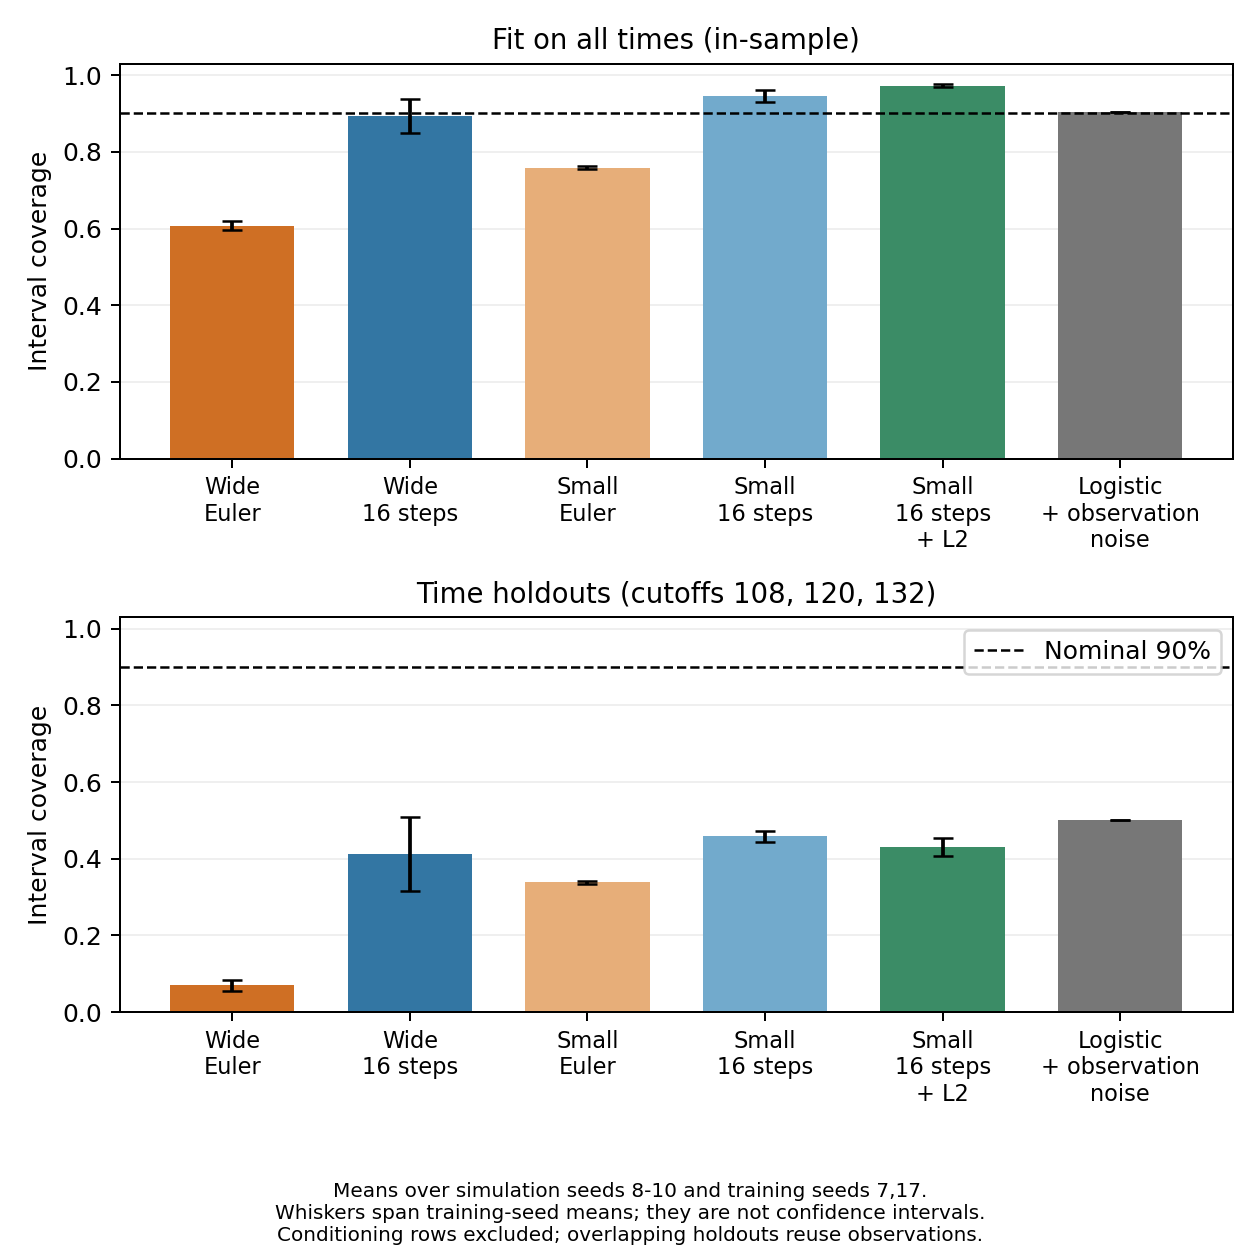 Fit on all times (in-sample)
Interval coverage
1.0
0.8
0.6
0.4
0.2
0.0
Wide
Euler
Wide
16 steps
Small
Euler
Small
16 steps
Small
16 steps
+ L2
Logistic
+ observation
noise
Time holdouts (cutoffs 108, 120, 132)
Nominal 90%
Interval coverage
1.0
0.8
0.6
0.4
0.2
0.0
Wide
Euler
Wide
16 steps
Small
Euler
Small
16 steps
Small
16 steps
+ L2
Logistic
+ observation
noise
Means over simulation seeds 8-10 and training seeds 7,17.
Whiskers span training-seed means; they are not confidence intervals.
Conditioning rows excluded; overlapping holdouts reuse observations.